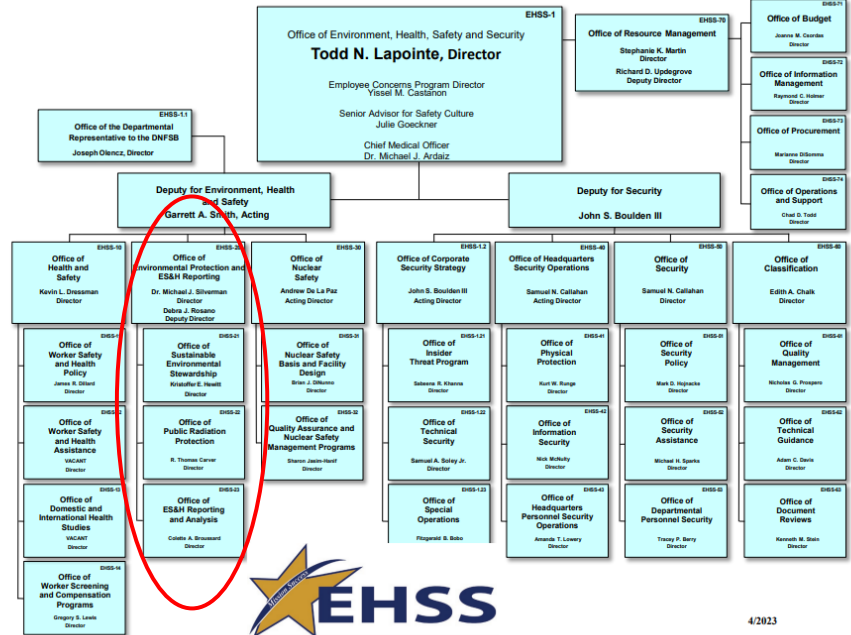 EHSS-1
Office of Environment, Health, Safety and Security
Todd N. Lapointe, Director
Employee Concerns Program Director
Yissel M. Castanon
Senior Advisor for Safety Culture
Julie Goeckner
Chief Medical Officer
Dr. Michael J. Ardaiz
EHSS-70
Office of Resource Management
Stephanie K. Martin
Director
Richard D. Updegrove
Deputy Director
EHSS-71
Office of Budget
Joanne M. Csordas
Director
EHSS-72
Office of Information
Management
Raymond C. Holmer
Director
EHSS-73
Office of Procurement
Marianne DiSomma
Director
EHSS-74
Office of Operations
and Support
Chad D. Todd
Director
EHSS-1.1
Office of the Departmental
Representative to the DNFSB
Joseph Olencz, Director
Deputy for Environment, Health
and Safety
Garrett A. Smith, Acting
Deputy for Security
John S. Boulden III
EHSS-10
Office of
Health and
Safety
Kevin L. Dressman
Director
EHSS-20
Office of
Environmental Protection and
ES&H Reporting
Dr. Michael J. Silverman
Director
Debra J. Rosano
Deputy Director
EHSS-30
Office of
Nuclear
Safety
Andrew De La Paz
Acting Director
EHSS-1.2
Office of Corporate
Security Strategy
John S. Boulden III
Acting Director
EHSS-40
Office of Headquarters
Security Operations
Samuel N. Callahan
Acting Director
EHSS-50
Office of
Security
Samuel N. Callahan
Director
EHSS-60
Office of
Classification
Edith A. Chalk
Director
Office of
Worker Safety
and Health
Policy
James R. Dillard
Director
EHSS-21
Office of
Sustainable
Environmental
Stewardship
Kristoffer E. Hewitt
Director
EHSS-31
Office of
Nuclear Safety
Basis and Facility
Design
Brian J. DiNunno
Director
EHSS-1.21
Office of
Insider
Threat Program
Sabeena R. Khanna
Director
EHSS-41
Office of
Physical
Protection
Kurt W. Runge
Director
EHSS-51
Office of
Security
Policy
Mark D. Hojnacke
Director
EHSS-61
Office of
Quality
Management
Nicholas G. Prospero
Director
Office of
Worker Safety
and Health
Assistance
VACANT
Director
EHSS-22
Office of
Public Radiation
Protection
R. Thomas Carver
Director
EHSS-32
Office of
Quality Assurance and
Nuclear Safety
Management Programs
Sharon Jasim-Hanif
Director
EHSS-1.22
Office of
Technical
Security
Samuel A. Soley Jr.
Director
EHSS-42
Office of
Information
Security
Nick McNulty
Director
EHSS-52
Office of
Security
Assistance
Michael H. Sparks
Director
EHSS-62
Office of
Technical
Guidance
Adam C. Davis
Director
EHSS-13
Office of
Domestic and
International Health
Studies
VACANT
Director
EHSS-23
Office of
ES&H Reporting
and Analysis
Colette A. Broussard
Director
EHSS-1.23
Office of
Special
Operations
Fitzgerald B. Bobo
EHSS-43
Office of
Headquarters
Personnel Security
Operations
Amanda T. Lowery
Director
EHSS-53
Office of
Departmental
Personnel Security
Tracey P. Berry
Director
EHSS-63
Office of
Document
Reviews
Kenneth M. Stein
Director
EHSS-14
Office of
Worker Screening
and Compensation
Programs
Gregory S. Lewis
Director
Mission Success
EHSS
4/2023